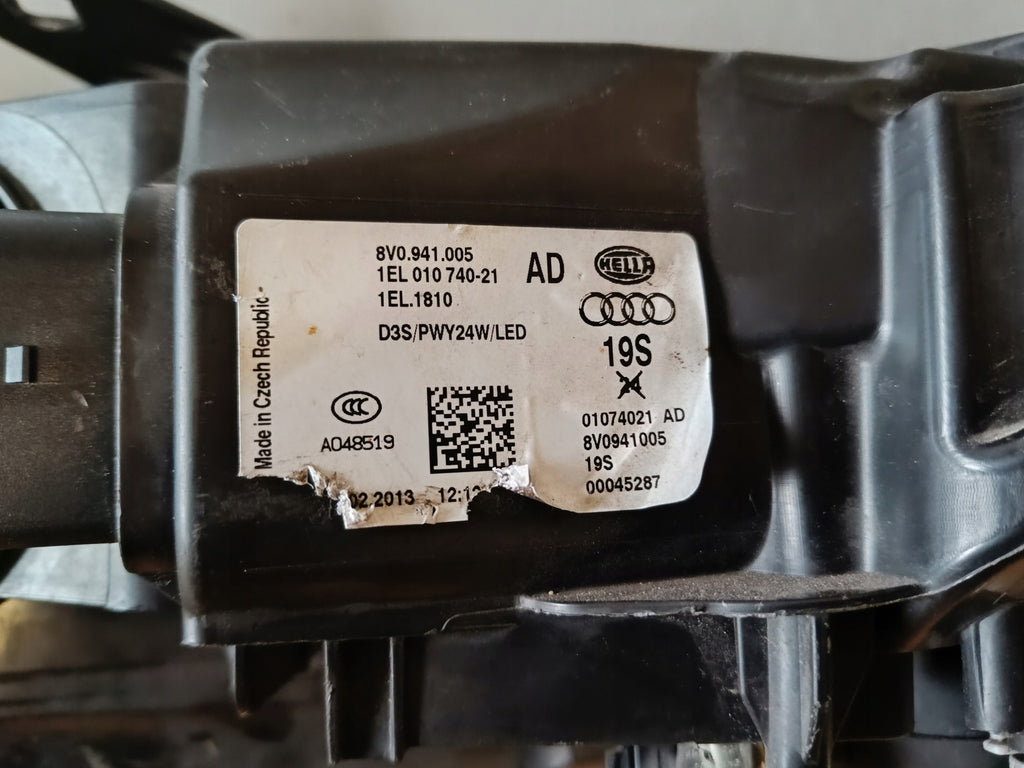 8V0.941.005
1EL 010 740-21
1EL.1810
D3S/PWY24W/LED
AD
HELLA
19S
Made in Czech Republic
CCC
A048519
01074021 AD
8V0941005
19S
00045287
02.2013